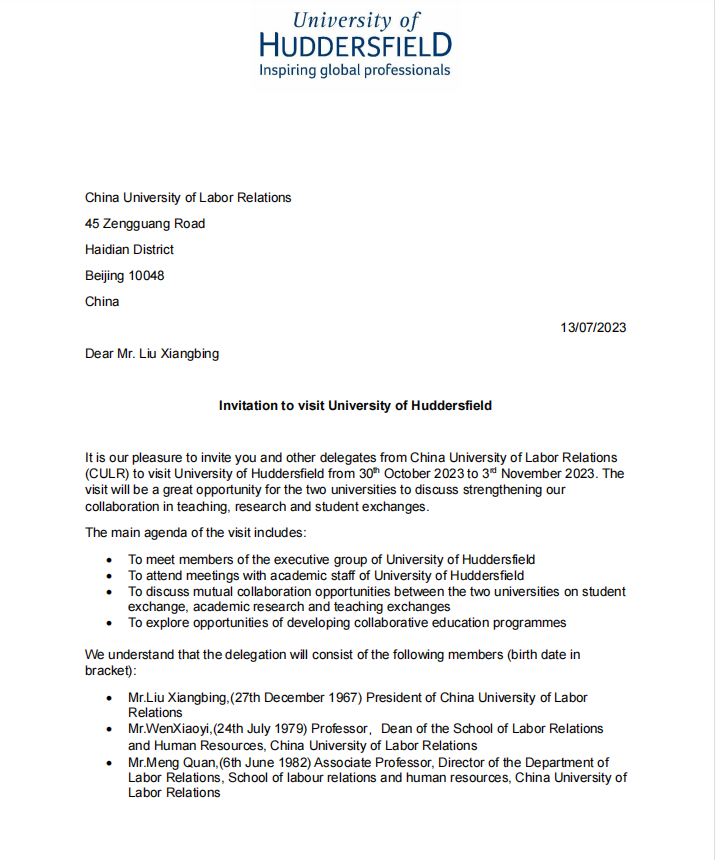 University of
HUDDERSFIELD
Inspiring global professionals
China University of Labor Relations
45 Zengguang Road
Haidian District
Beijing 10048
China
13/07/2023
Dear Mr. Liu Xiangbing
Invitation to visit University of Huddersfield
It is our pleasure to invite you and other delegates from China University of Labor Relations
(CULR) to visit University of Huddersfield from 30th October 2023 to 3rd November 2023. The
visit will be a great opportunity for the two universities to discuss strengthening our
collaboration in teaching, research and student exchanges.
The main agenda of the visit includes:
• To meet members of the executive group of University of Huddersfield
• To attend meetings with academic staff of University of Huddersfield
• To discuss mutual collaboration opportunities between the two universities on student
exchange, academic research and teaching exchanges
• To explore opportunities of developing collaborative education programmes
We understand that the delegation will consist of the following members (birth date in
bracket):
• Mr.Liu Xiangbing,(27th December 1967) President of China University of Labor
Relations
• Mr.WenXiaoyi,(24th July 1979) Professor，Dean of the School of Labor Relations
and Human Resources, China University of Labor Relations
• Mr.Meng Quan,(6th June 1982) Associate Professor, Director of the Department of
Labor Relations, School of labour relations and human resources, China University of
Labor Relations